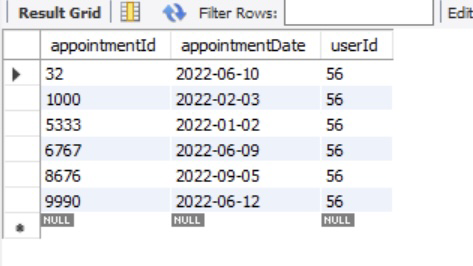 Result Grid Filter Rows: Edit
appointmentId appointmentDate userId
32 2022-06-10 56
1000 2022-02-03 56
5333 2022-01-02 56
6767 2022-06-09 56
8676 2022-09-05 56
9990 2022-06-12 56
NULL NULL NULL